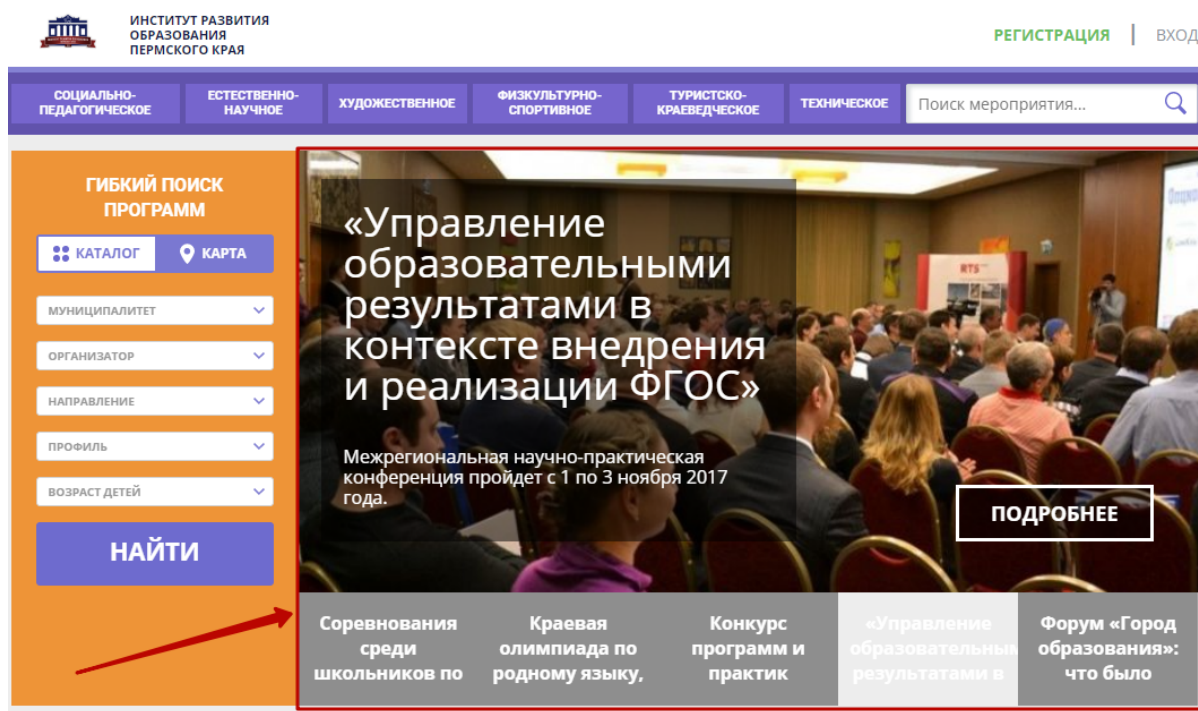 ИНСТИТУТ РАЗВИТИЯ
ОБРАЗОВАНИЯ
ПЕРМСКОГО КРАЯ
РЕГИСТРАЦИЯ | ВХОД
СОЦИАЛЬНО-
ПЕДАГОГИЧЕСКОЕ
ЕСТЕСТВЕННО-
НАУЧНОЕ
ХУДОЖЕСТВЕННОЕ
ФИЗКУЛЬТУРНО-
СПОРТИВНОЕ
ТУРИСТСКО-
КРАЕВЕДЧЕСКОЕ
ТЕХНИЧЕСКОЕ
Поиск мероприятия...
ГИБКИЙ ПОИСК
ПРОГРАММ
КАТАЛОГ
КАРТА
МУНИЦИПАЛИТЕТ
ОРГАНИЗАТОР
НАПРАВЛЕНИЕ
ПРОФИЛЬ
ВОЗРАСТ ДЕТЕЙ
НАЙТИ
«Управление
образовательными
результатами в
контексте внедрения
и реализации ФГОС»
Межрегиональная научно-практическая
конференция пройдет с 1 по 3 ноября 2017
года.
RTS
ПОДРОБНЕЕ
Соревнования
среди
школьников по
Краевая
олимпиада по
родному языку,
Конкурс
программ и
практик
«Управление
образовательным
результатами в
Форум «Город
образования»:
что было